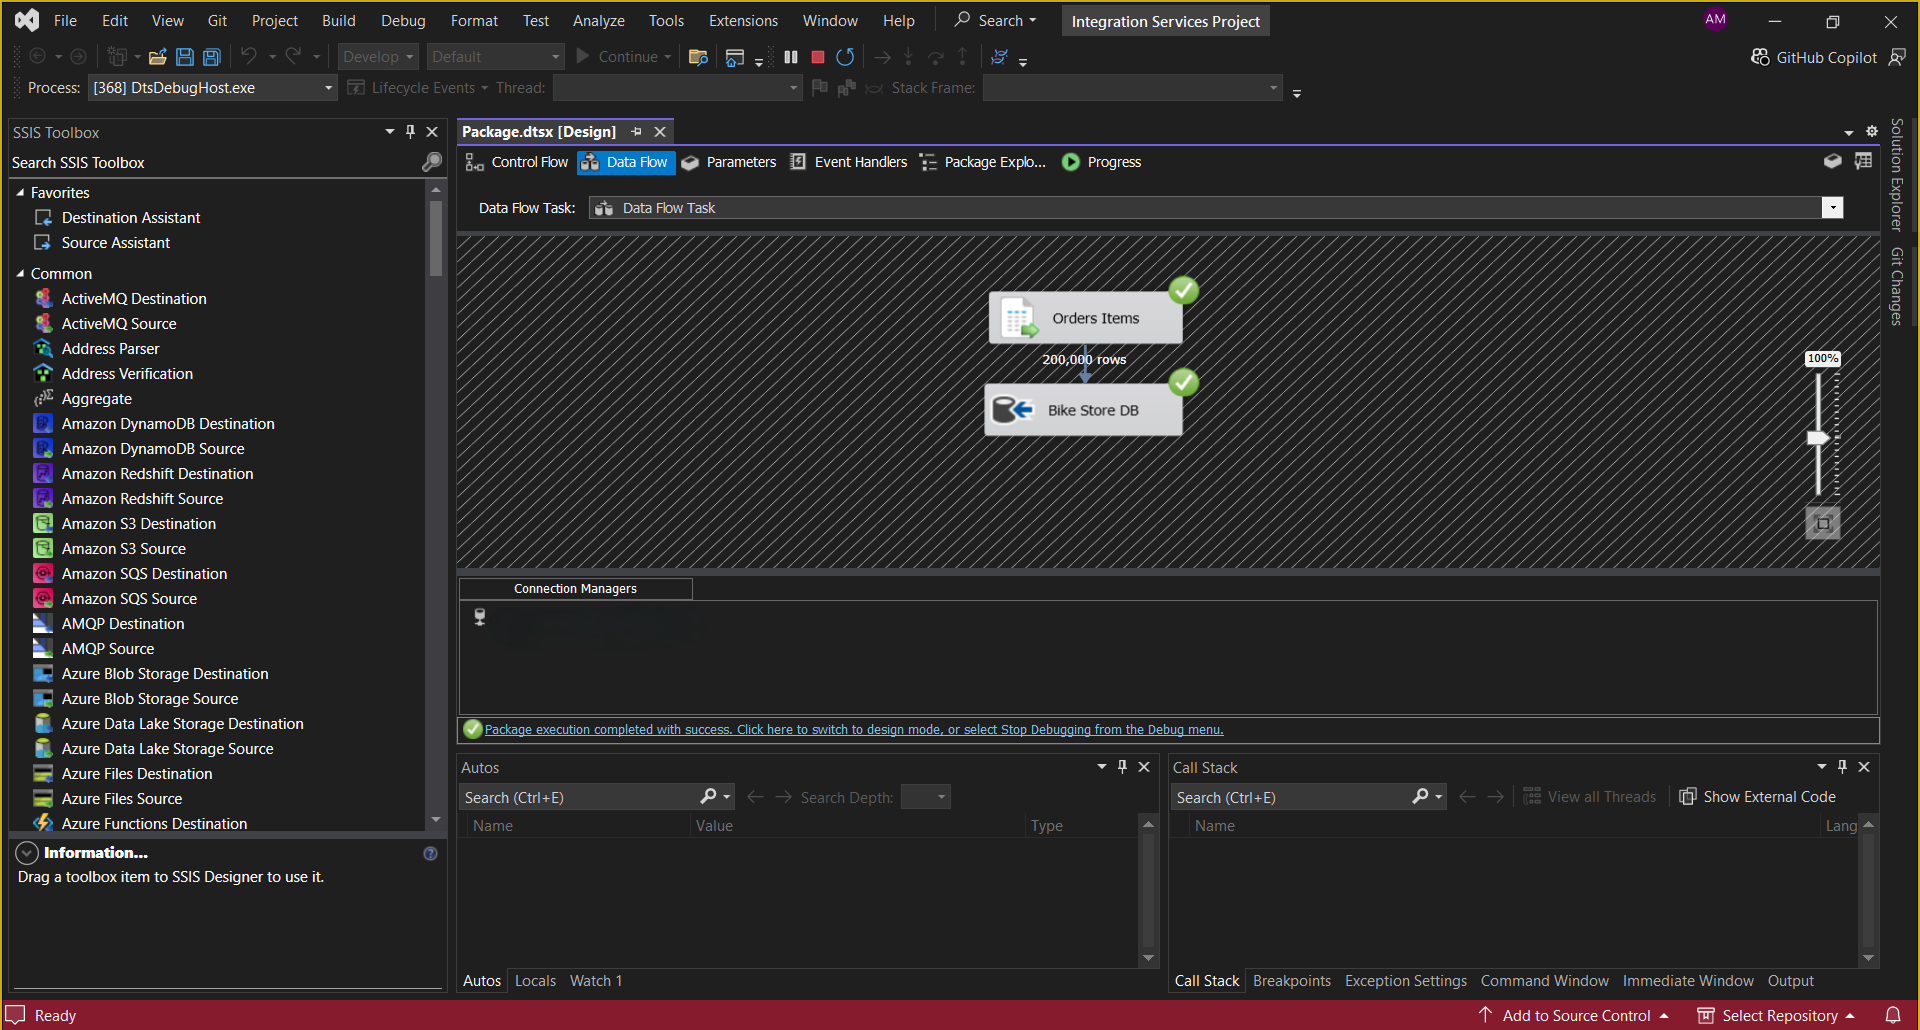 File Edit View Git Project Build Debug Format Test Analyze Tools Extensions Window Help Search Integration Services Project AM
Develop Default Continue GitHub Copilot
Process: [368] DtsDebugHost.exe Lifecycle Events Thread: Stack Frame:
SSIS Toolbox
Search SSIS Toolbox
Favorites
Destination Assistant
Source Assistant
Common
ActiveMQ Destination
ActiveMQ Source
Address Parser
Address Verification
Aggregate
Amazon DynamoDB Destination
Amazon DynamoDB Source
Amazon Redshift Destination
Amazon Redshift Source
Amazon S3 Destination
Amazon S3 Source
Amazon SQS Destination
Amazon SQS Source
AMQP Destination
AMQP Source
Azure Blob Storage Destination
Azure Blob Storage Source
Azure Data Lake Storage Destination
Azure Data Lake Storage Source
Azure Files Destination
Azure Files Source
Azure Functions Destination
Information...
Drag a toolbox item to SSIS Designer to use it.
Package.dtsx [Design]
Control Flow Data Flow Parameters Event Handlers Package Explo... Progress
Data Flow Task: Data Flow Task
Orders Items
200,000 rows
Bike Store DB
100%
Connection Managers
Package execution completed with success. Click here to switch to design mode, or select Stop Debugging from the Debug menu.
Autos
Search (Ctrl+E) Search Depth:
Name Value Type
Autos Locals Watch 1
Call Stack
Search (Ctrl+E) View all Threads Show External Code
Name Lang
Call Stack Breakpoints Exception Settings Command Window Immediate Window Output
Solution Explorer
Git Changes
Ready Add to Source Control Select Repository